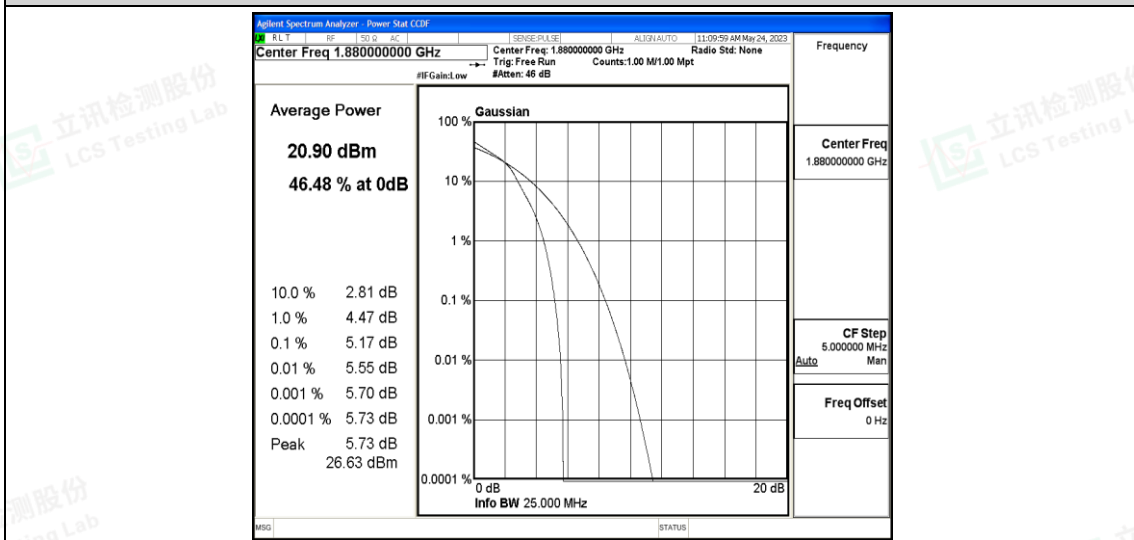 Agilent Spectrum Analyzer - Power Stat CCDF
RLT RF 50 Ω AC SENSE:PULSE ALIGN AUTO 11:09:59 AM May 24, 2023
Center Freq 1.880000000 GHz
Center Freq: 1.880000000 GHz Radio Std: None
Trig: Free Run Counts:1.00 M/1.00 Mpt
#IFGain:Low #Atten: 46 dB
Frequency
Average Power
20.90 dBm
46.48 % at 0dB
10.0 % 2.81 dB
1.0 % 4.47 dB
0.1 % 5.17 dB
0.01 % 5.55 dB
0.001 % 5.70 dB
0.0001 % 5.73 dB
Peak 5.73 dB
26.63 dBm
Gaussian
100 %
10 %
1 %
0.1 %
0.01 %
0.001 %
0.0001 %
0 dB 20 dB
Info BW 25.000 MHz
Center Freq
1.880000000 GHz
CF Step
5.000000 MHz
Auto Man
Freq Offset
0 Hz
MSG STATUS
立讯检测股份
LCS Testing Lab
立讯检测股份
LCS Testing L
测股份
ing Lab